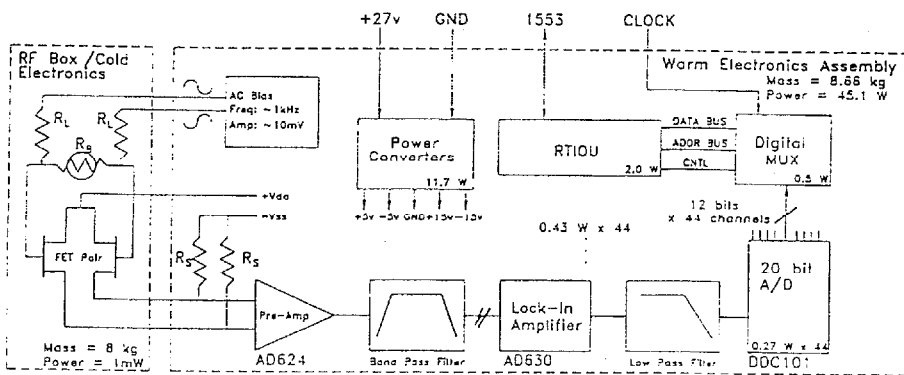 +27v GND 1553 CLOCK
RF Box/Cold
Electronics
Warm Electronics Assembly
Mass = 8.66 kg
Power = 45.1 W
AC Bias
Freq: ~1kHz
Amp: ~10mV
R_L R_L
R_B
Power
Converters
11.7 W
+5v -5v GND +15v -15v
RTIOU
2.0 W
DATA BUS
ADDR BUS
CNTL
Digital
MUX
0.5 W
+Vdd
-Vss
FET Pair
R_S R_S
12 bits
x 44 channels
0.43 W x 44
Pre-Amp
AD624
Band Pass Filter
Lock-In
Amplifier
AD630
Low Pass Filter
20 bit
A/D
0.27 W x 44
DDC101
Mass = 8 kg
Power = 1mW